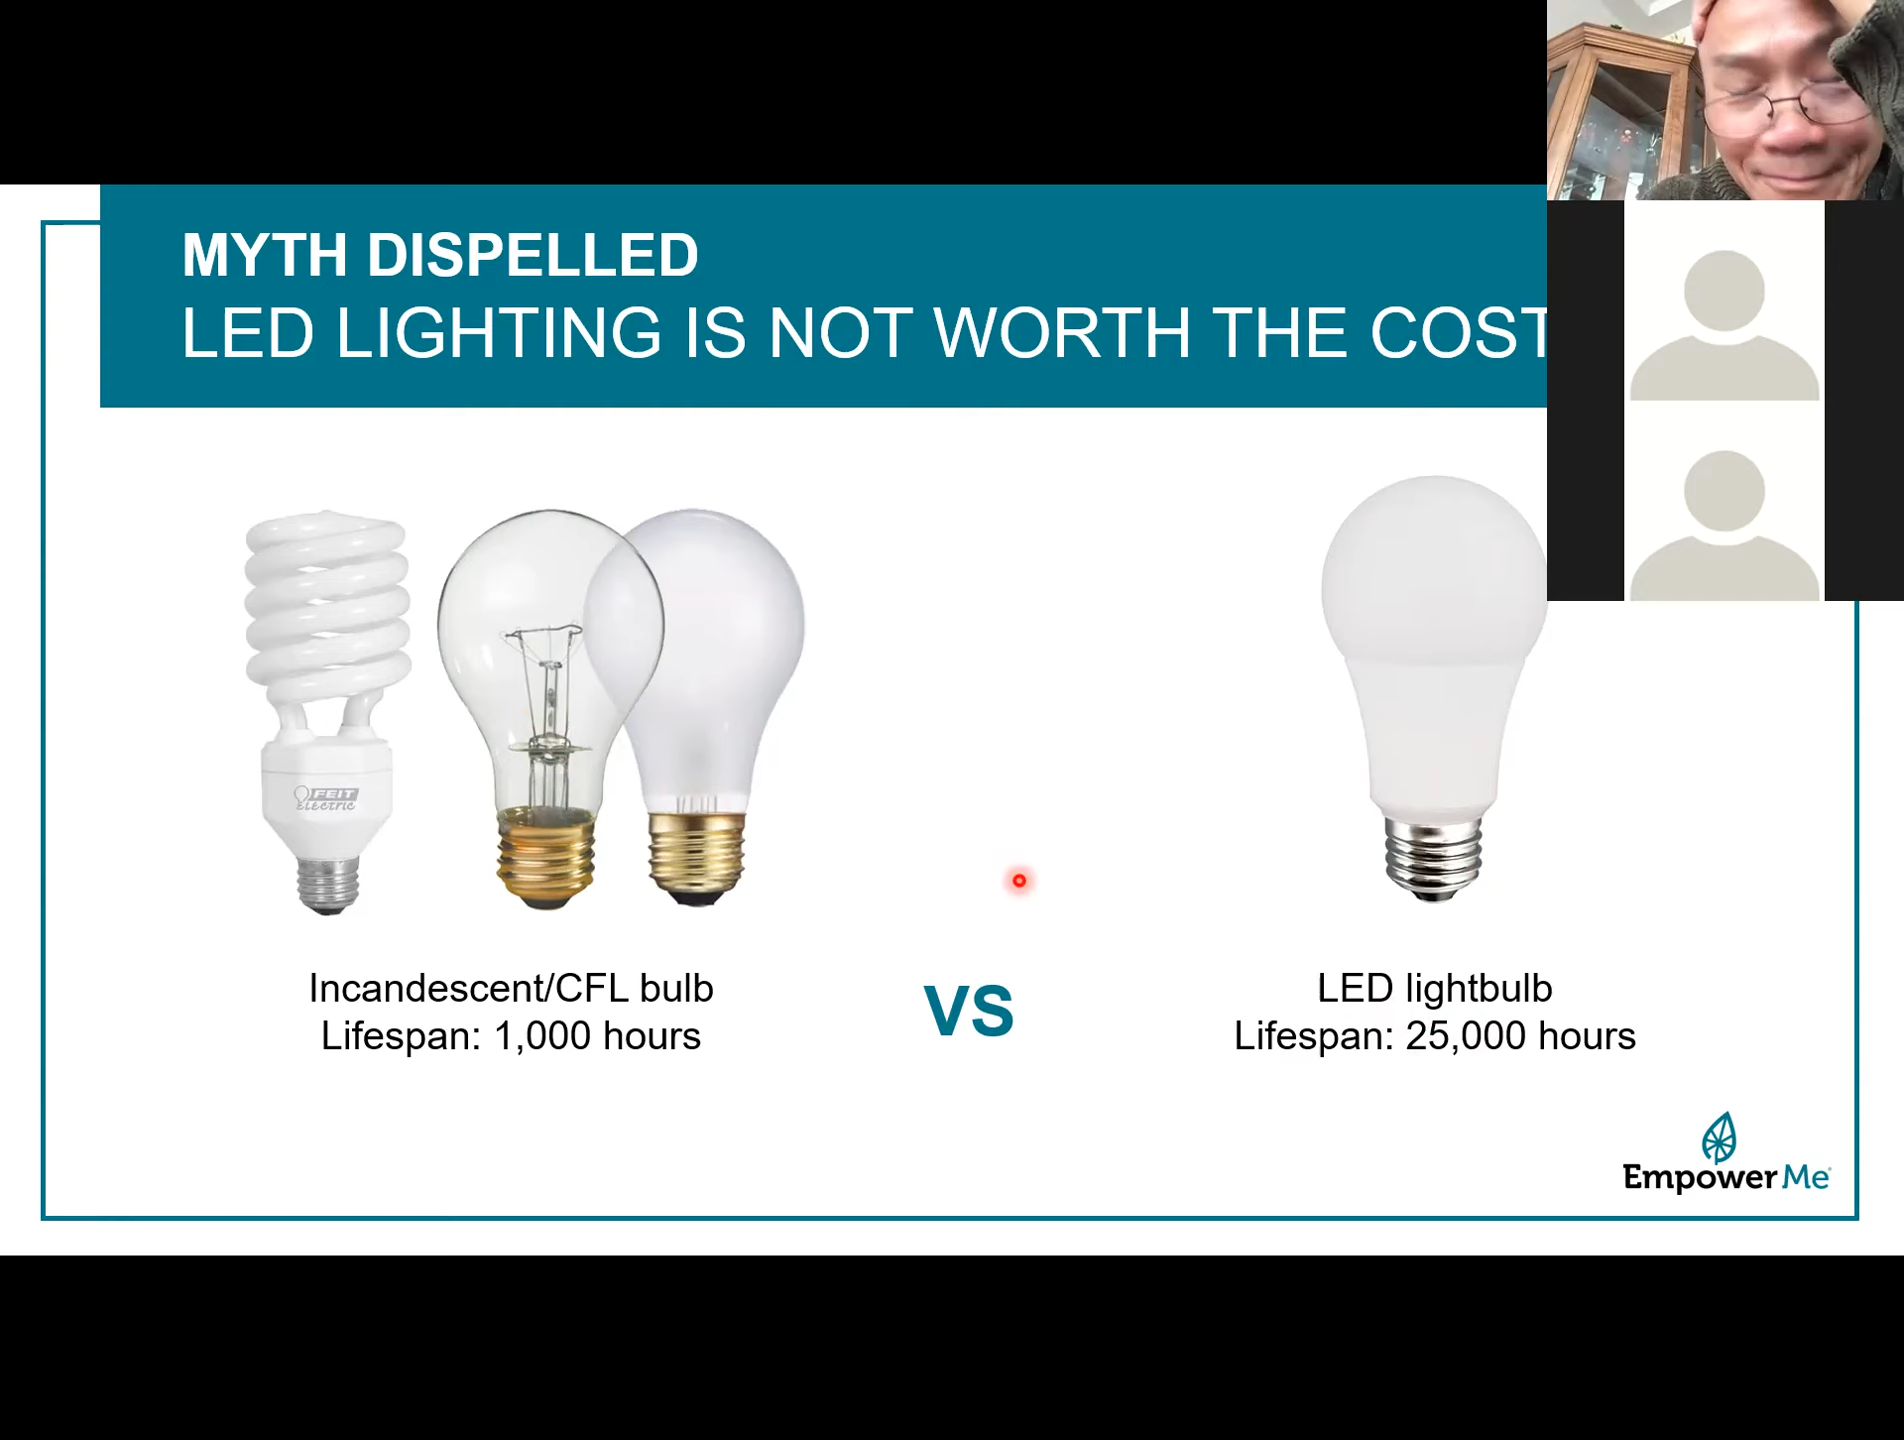 MYTH DISPELLED
LED LIGHTING IS NOT WORTH THE COST
FEIT
electric
Incandescent/CFL bulb
Lifespan: 1,000 hours
VS
LED lightbulb
Lifespan: 25,000 hours
EmpowerMe